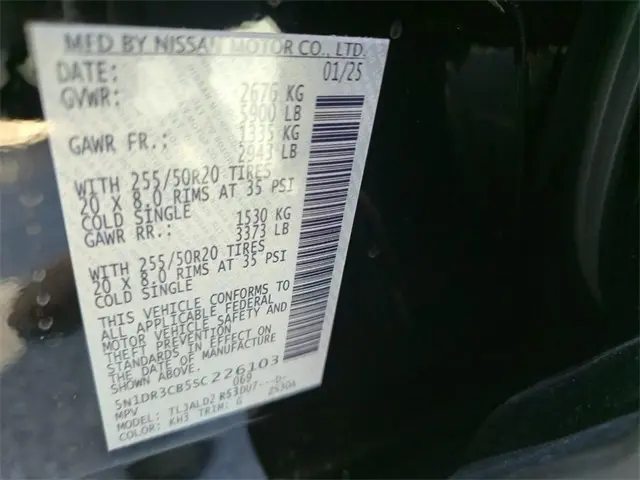 MFD BY NISSAN MOTOR CO., LTD.
DATE: 01/25
GVWR: 2676 KG
5900 LB
GAWR FR.: 1335 KG
2943 LB
WITH 255/50R20 TIRES
20 X 8.0 RIMS AT 35 PSI
COLD SINGLE
GAWR RR.: 1530 KG
3373 LB
WITH 255/50R20 TIRES
20 X 8.0 RIMS AT 35 PSI
COLD SINGLE
THIS VEHICLE CONFORMS TO
ALL APPLICABLE FEDERAL
MOTOR VEHICLE SAFETY AND
THEFT PREVENTION
STANDARDS IN EFFECT ON
THE DATE OF MANUFACTURE
SHOWN ABOVE.
5N1DR3CB5SC226103
MPV 069
MODEL: TLJALD2 R53DU7---D-
COLOR: KH3 TRIM: G 25304